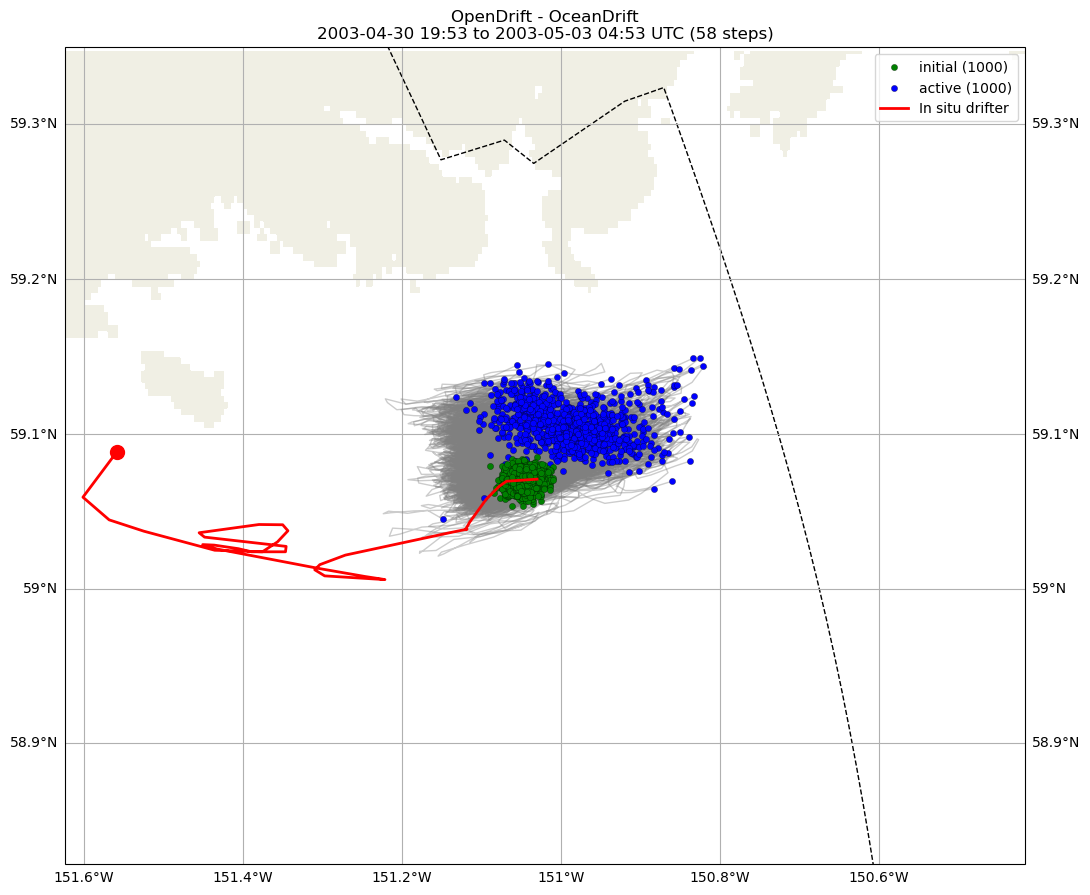 OpenDrift - OceanDrift
2003-04-30 19:53 to 2003-05-03 04:53 UTC (58 steps)
initial (1000)
active (1000)
In situ drifter
59.3°N
59.3°N
59.2°N
59.2°N
59.1°N
59.1°N
59°N
59°N
58.9°N
58.9°N
151.6°W
151.4°W
151.2°W
151°W
150.8°W
150.6°W